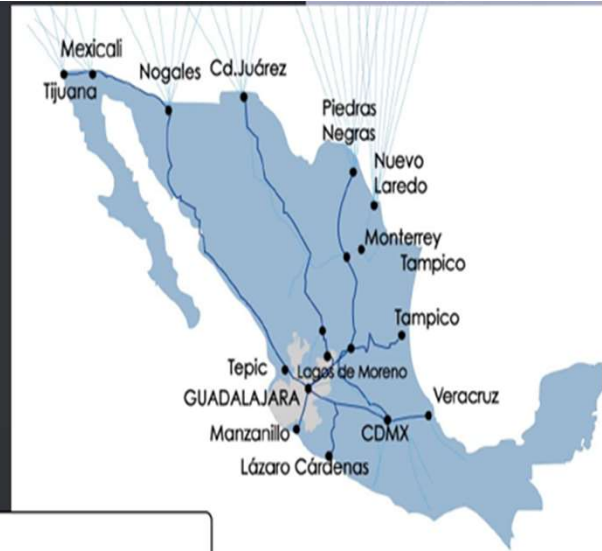 Mexicali
Tijuana
Nogales
Cd.Juárez
Piedras
Negras
Nuevo
Laredo
Monterrey
Tampico
Tampico
Tepic
Lagos de Moreno
GUADALAJARA
Veracruz
Manzanillo
CDMX
Lázaro Cárdenas